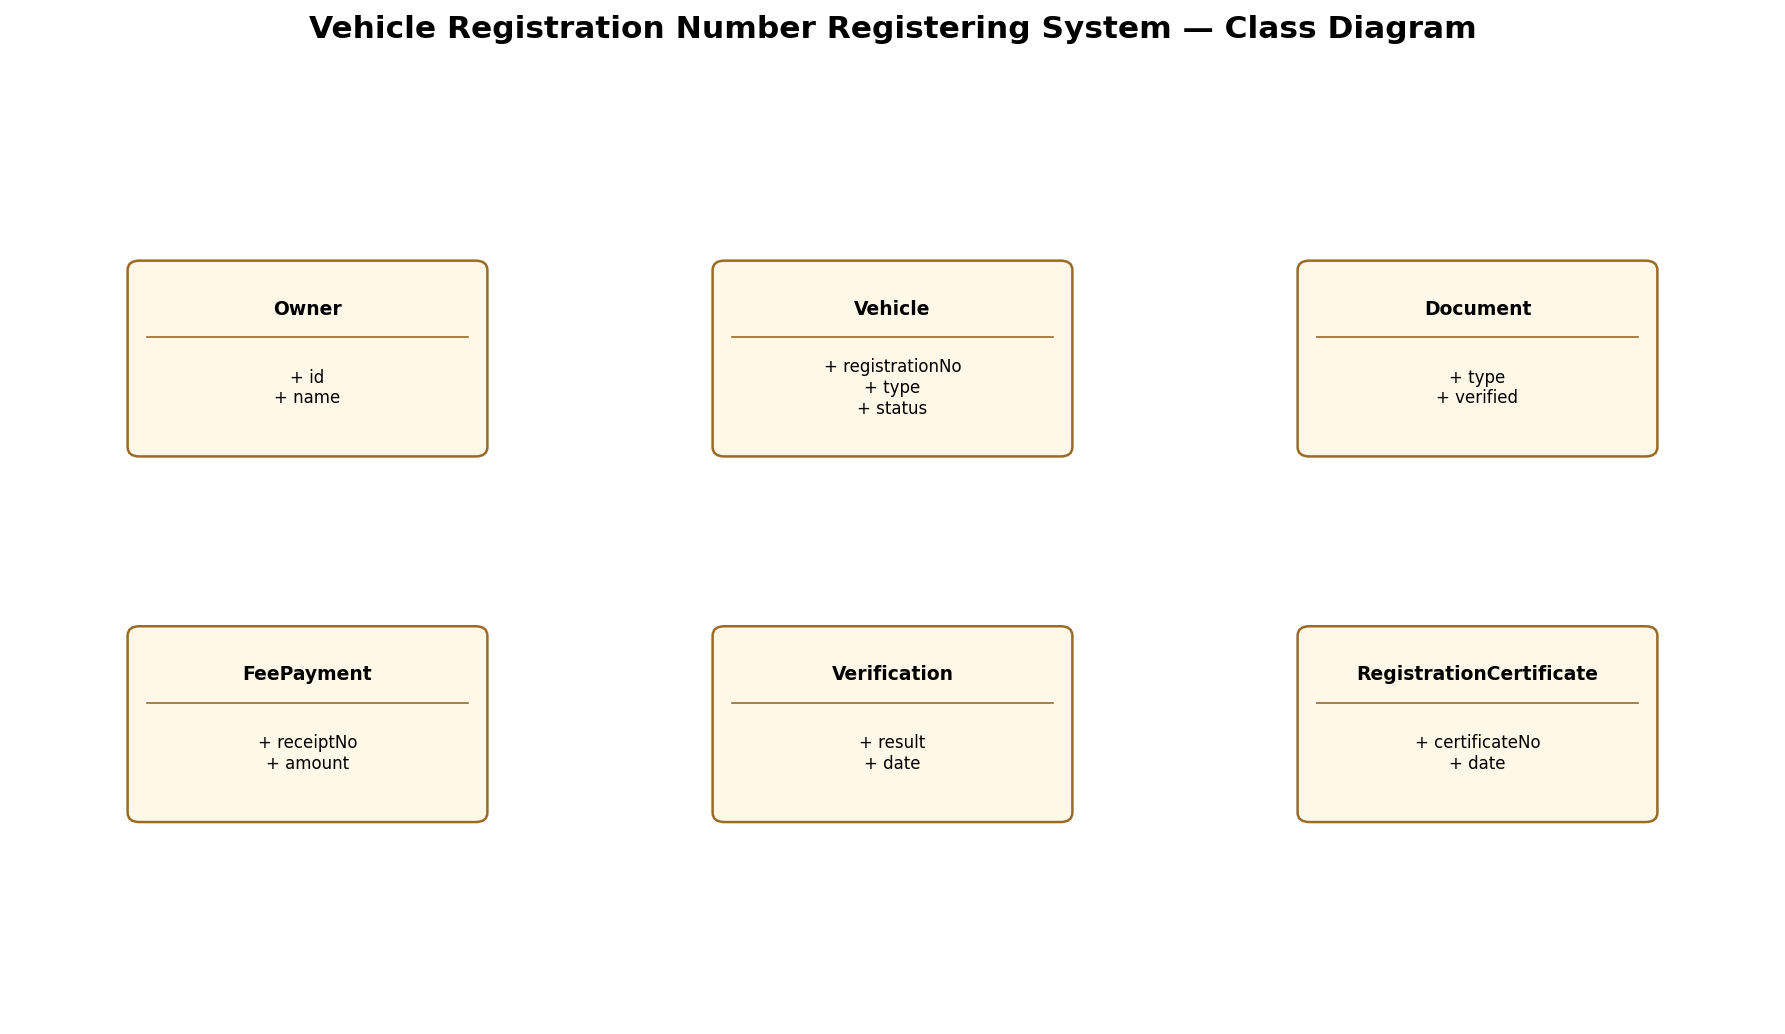 Vehicle Registration Number Registering System — Class Diagram
Owner
+ id
+ name
Vehicle
+ registrationNo
+ type
+ status
Document
+ type
+ verified
FeePayment
+ receiptNo
+ amount
Verification
+ result
+ date
RegistrationCertificate
+ certificateNo
+ date